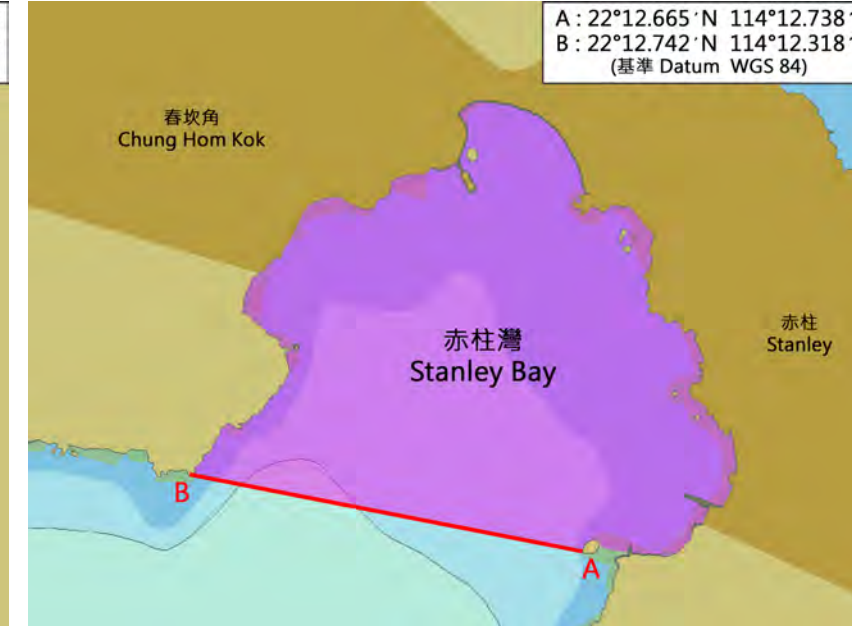 A : 22°12.665´N 114°12.738´
B : 22°12.742´N 114°12.318´
(基準 Datum WGS 84)
春坎角
Chung Hom Kok
赤柱灣
Stanley Bay
赤柱
Stanley
B
A